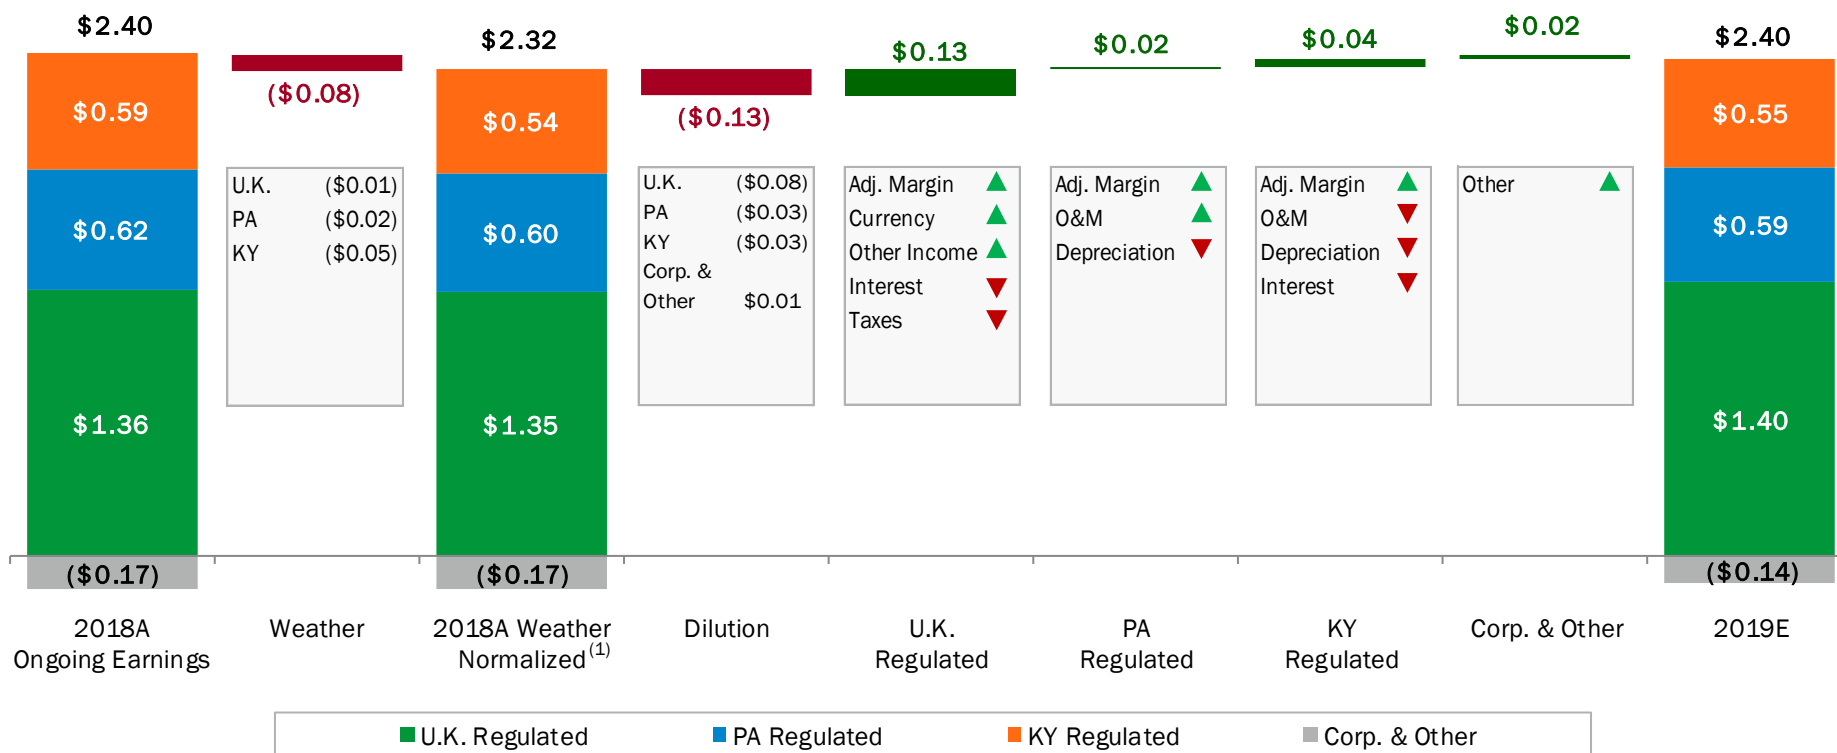 $2.40
$0.59
$0.62
$1.36
($0.17)
2018A
Ongoing Earnings
($0.08)
U.K. ($0.01)
PA ($0.02)
KY ($0.05)
Weather
$2.32
$0.54
$0.60
$1.35
($0.17)
2018A Weather
Normalized(1)
($0.13)
U.K. ($0.08)
PA ($0.03)
KY ($0.03)
Corp. &
Other $0.01
Dilution
$0.13
Adj. Margin
Currency
Other Income
Interest
Taxes
U.K.
Regulated
$0.02
Adj. Margin
O&M
Depreciation
PA
Regulated
$0.04
Adj. Margin
O&M
Depreciation
Interest
KY
Regulated
$0.02
Other
Corp. & Other
$2.40
$0.55
$0.59
$1.40
($0.14)
2019E
U.K. Regulated
PA Regulated
KY Regulated
Corp. & Other